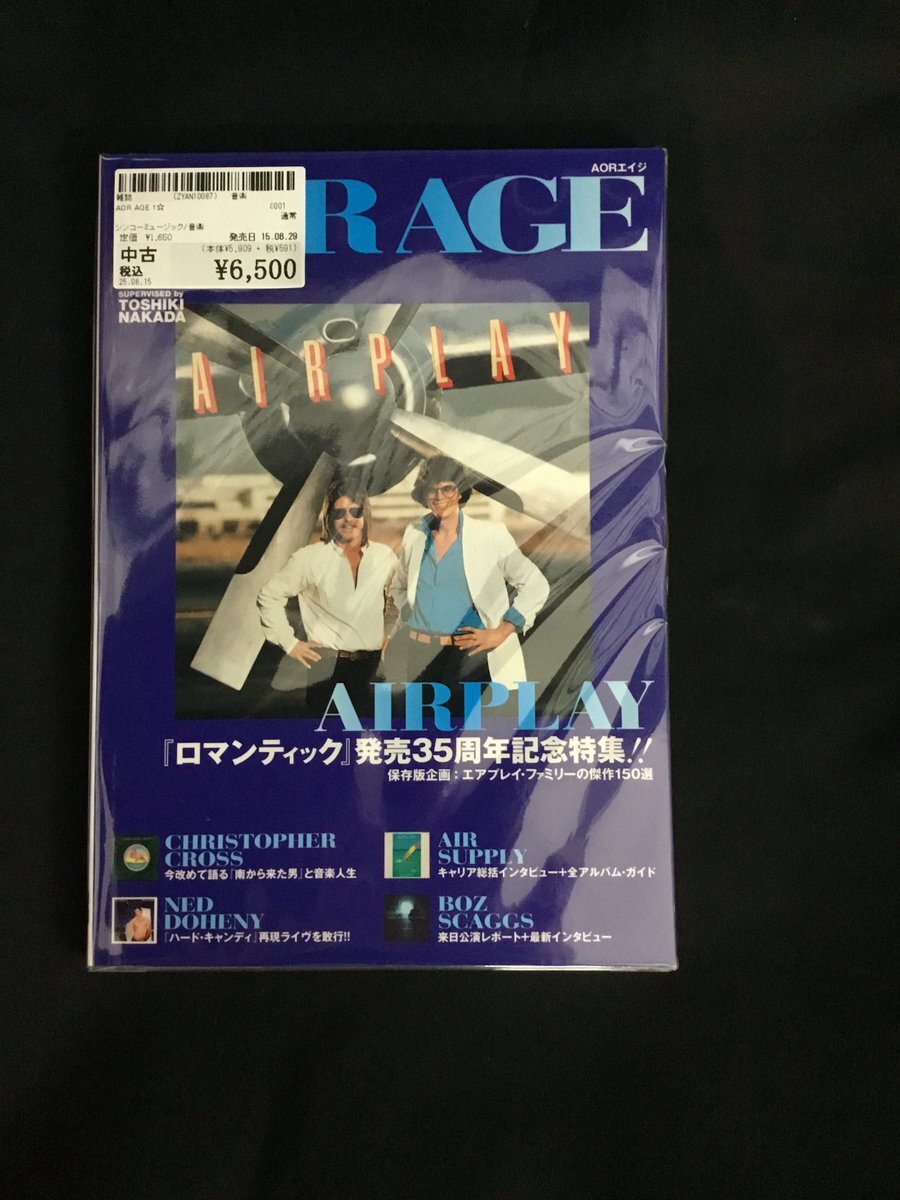 AORエイジ
R AGE
雑誌 (ZYAN10087) 音楽
AOR AGE 1☆ 0001
通常
シンコーミュージック/音楽
定価 ¥1,650 発売日 15.06.29
中古 (本体¥5,909 + 税¥591)
税込 ¥6,500
25.06.15
SUPERVISED by
TOSHIKI
NAKADA
AIRPLAY
AIRPLAY
『ロマンティック』発売35周年記念特集!!
保存版企画：エアプレイ・ファミリーの傑作150選
CHRISTOPHER
CROSS
今改めて語る『南から来た男』と音楽人生
AIR
SUPPLY
キャリア総括インタビュー+全アルバム・ガイド
NED
DOHENY
『ハード・キャンディ』再現ライヴを敢行!!
BOZ
SCAGGS
来日公演レポート+最新インタビュー